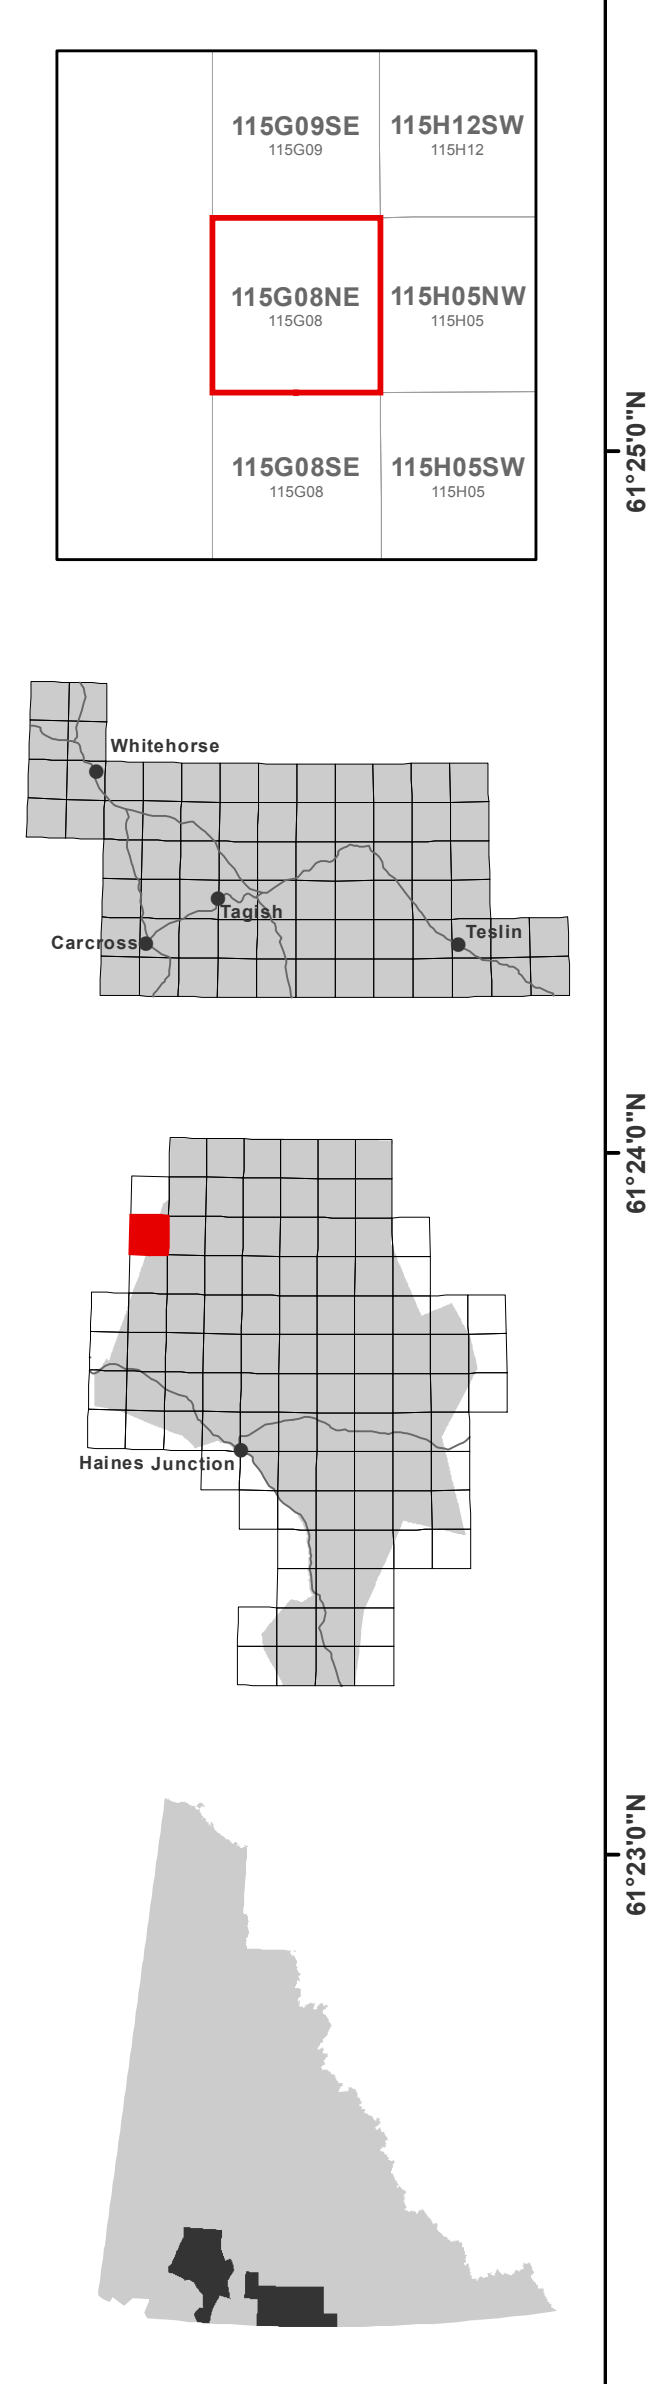 115G09SE
115G09
115H12SW
115H12
115G08NE
115G08
115H05NW
115H05
115G08SE
115G08
115H05SW
115H05
61°25'0"N
Whitehorse
Tagish
Teslin
Carcross
61°24'0"N
Haines Junction
61°23'0"N